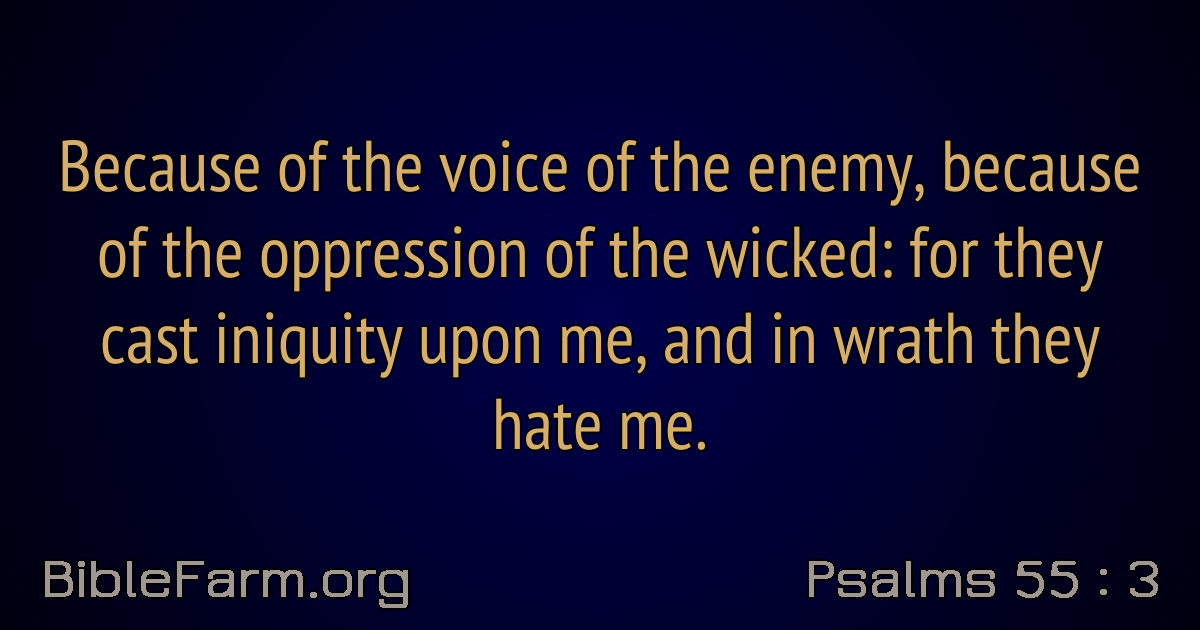 Because of the voice of the enemy, because
of the oppression of the wicked: for they
cast iniquity upon me, and in wrath they
hate me.
BibleFarm.org
Psalms 55 : 3